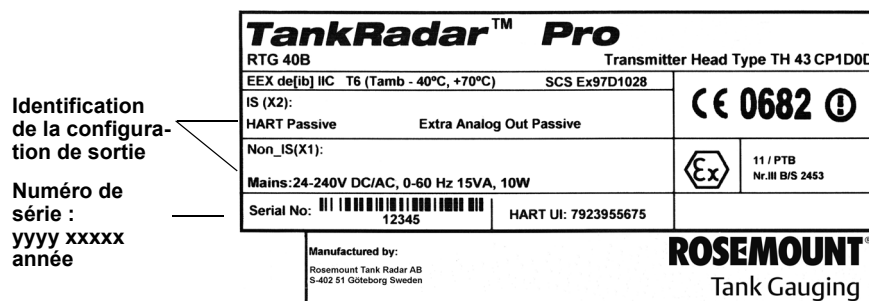 TankRadar™ Pro
RTG 40B
Transmitter Head Type TH 43 CP1D0D
EEX de[ib] IIC T6 (Tamb - 40ºC, +70ºC) SCS Ex97D1028
IS (X2):
HART Passive Extra Analog Out Passive
CE 0682
Identification
de la configura-
tion de sortie
Non_IS(X1):
Mains:24-240V DC/AC, 0-60 Hz 15VA, 10W
Ex
11 / PTB
Nr.III B/S 2453
Numéro de
série :
yyyy xxxxx
année
Serial No:
12345
HART UI: 7923955675
Manufactured by:
Rosemount Tank Radar AB
S-402 51 Göteborg Sweden
ROSEMOUNT®
Tank Gauging